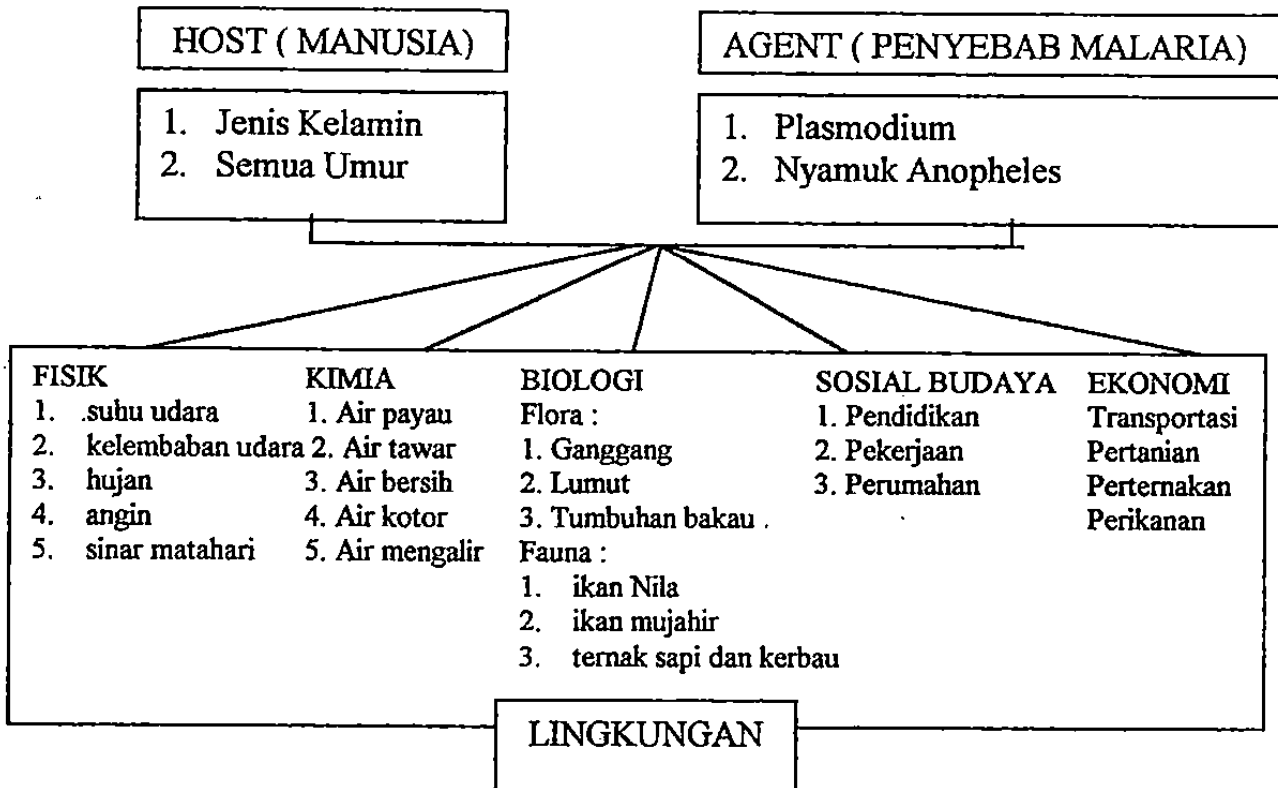 HOST ( MANUSIA)
1. Jenis Kelamin
2. Semua Umur
AGENT ( PENYEBAB MALARIA)
1. Plasmodium
2. Nyamuk Anopheles
FISIK
1. .suhu udara
2. kelembaban udara
3. hujan
4. angin
5. sinar matahari
KIMIA
1. Air payau
2. Air tawar
3. Air bersih
4. Air kotor
5. Air mengalir
BIOLOGI
Flora :
1. Ganggang
2. Lumut
3. Tumbuhan bakau .
Fauna :
1. ikan Nila
2. ikan mujahir
3. ternak sapi dan kerbau
SOSIAL BUDAYA
1. Pendidikan
2. Pekerjaan
3. Perumahan
EKONOMI
Transportasi
Pertanian
Perternakan
Perikanan
LINGKUNGAN